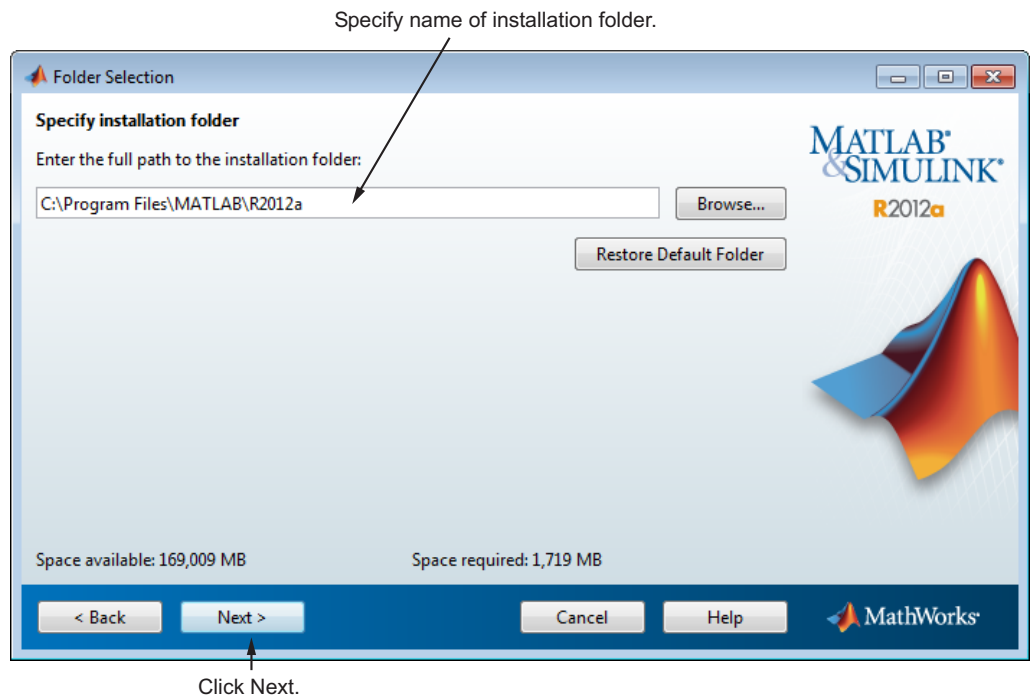 Specify name of installation folder.
Folder Selection
Specify installation folder
Enter the full path to the installation folder:
C:\Program Files\MATLAB\R2012a
Browse...
Restore Default Folder
MATLAB®
&SIMULINK®
R2012a
Space available: 169,009 MB
Space required: 1,719 MB
< Back
Next >
Cancel
Help
MathWorks®
Click Next.